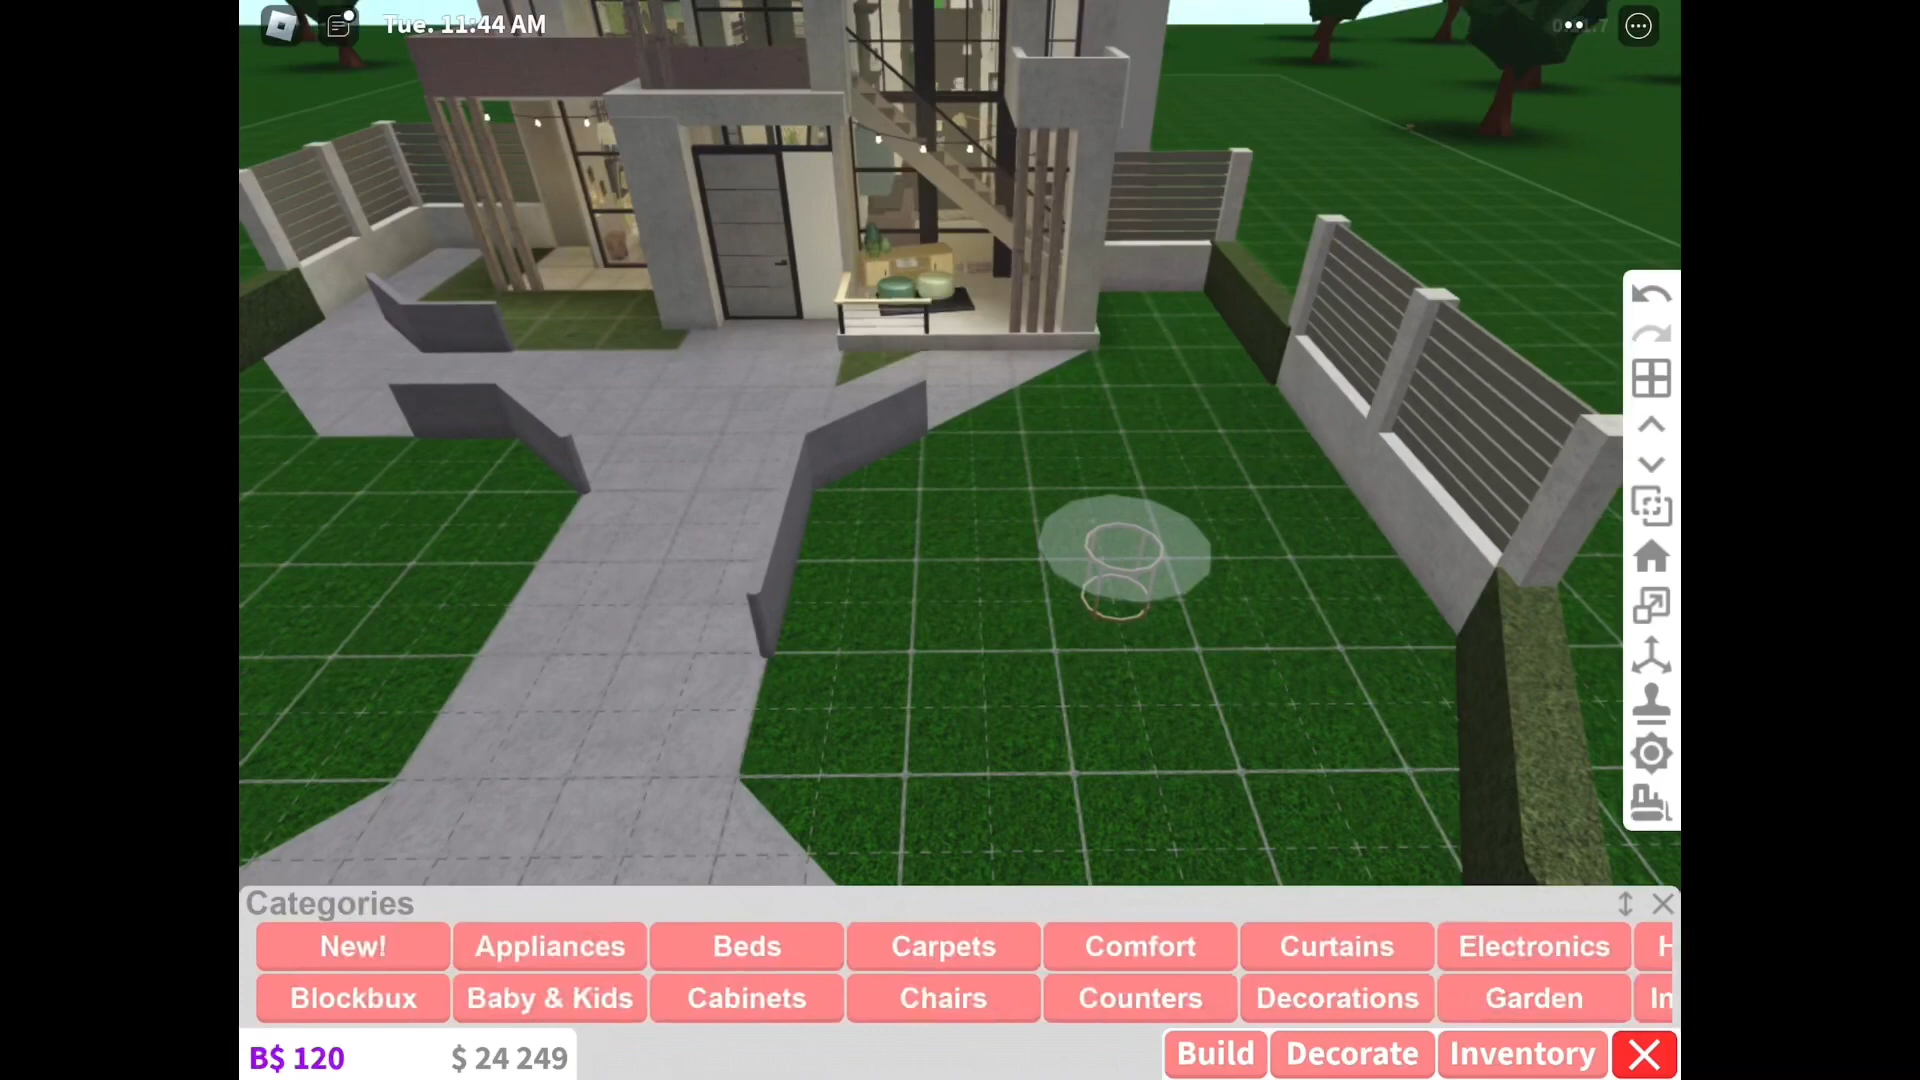 Tue. 11:44 AM
Categories
New!
Appliances
Beds
Carpets
Comfort
Curtains
Electronics
H
Blockbux
Baby & Kids
Cabinets
Chairs
Counters
Decorations
Garden
In
B$ 120
$ 24 249
Build
Decorate
Inventory